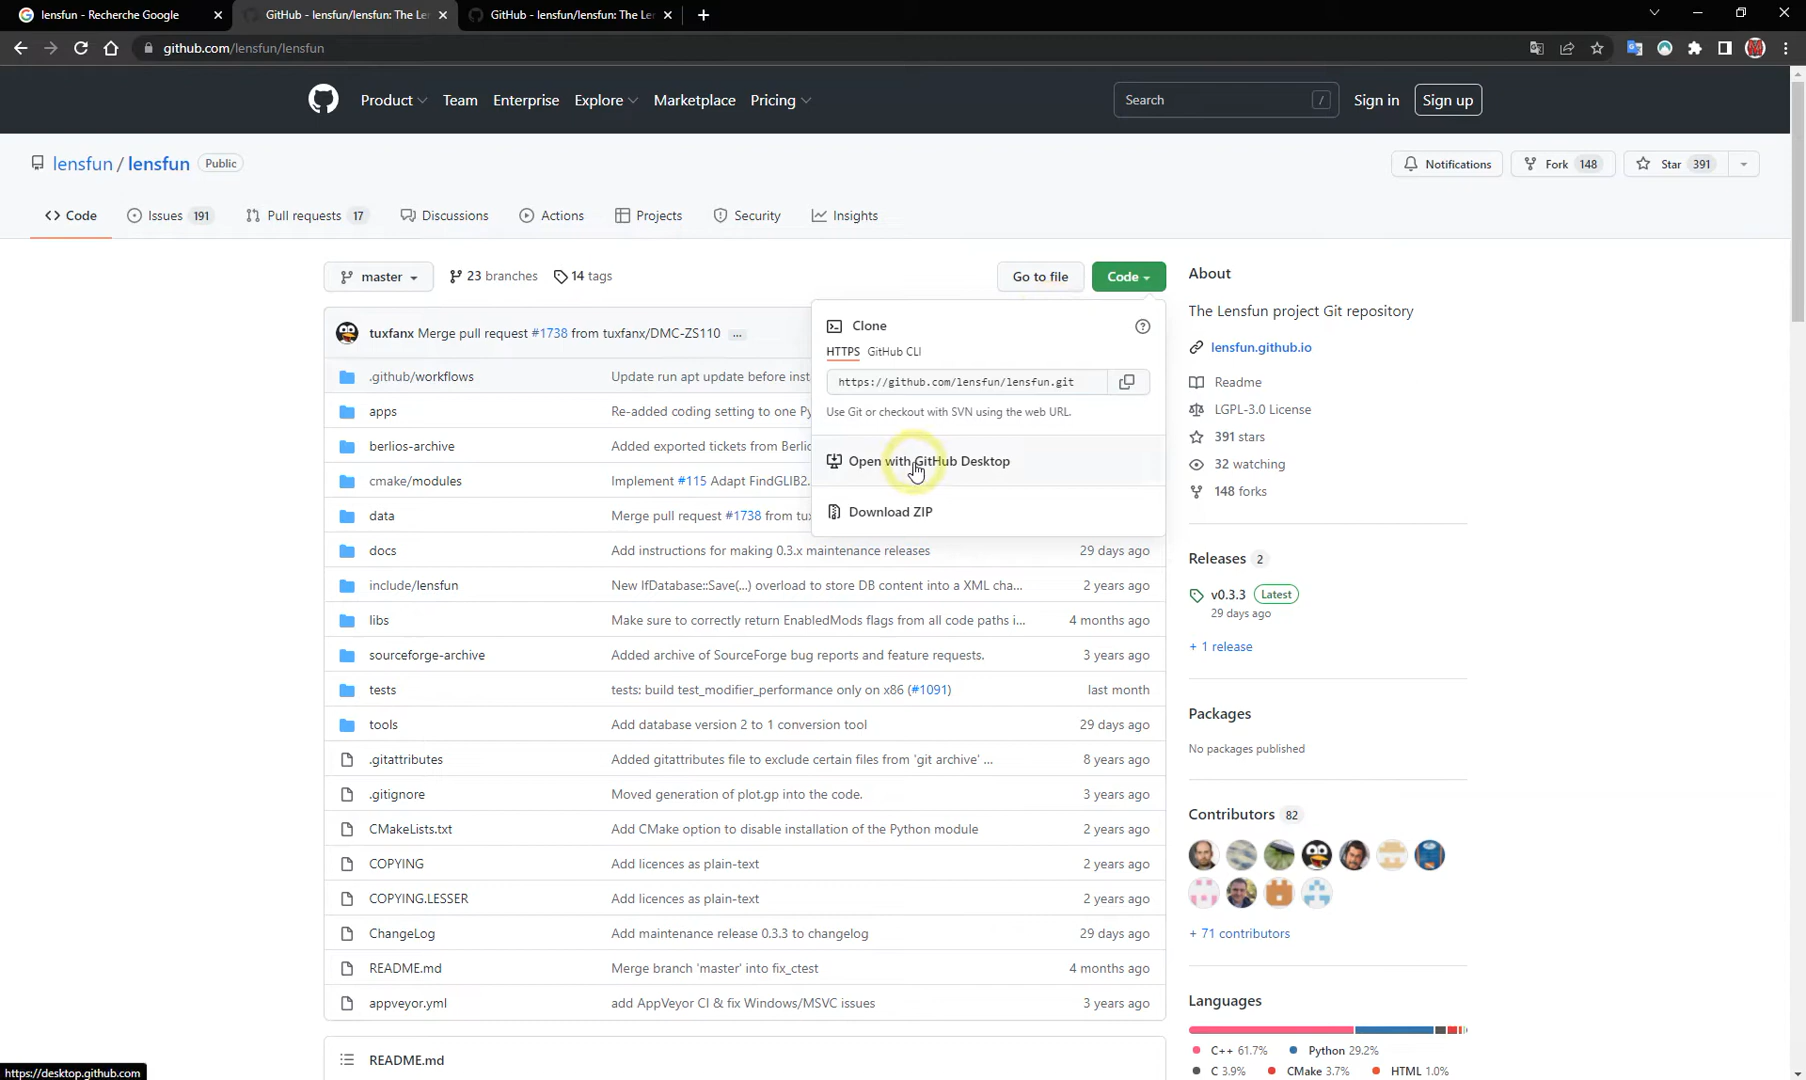 lensfun - Recherche Google
GitHub - lensfun/lensfun: The Le
GitHub - lensfun/lensfun: The Le
github.com/lensfun/lensfun
Product Team Enterprise Explore Marketplace Pricing
Search /
Sign in
Sign up
lensfun / lensfun Public
Notifications
Fork 148
Star 391
Code
Issues 191
Pull requests 17
Discussions
Actions
Projects
Security
Insights
master
23 branches
14 tags
Go to file
Code
Clone
HTTPS GitHub CLI
https://github.com/lensfun/lensfun.git
Use Git or checkout with SVN using the web URL.
Open with GitHub Desktop
Download ZIP
tuxfanx Merge pull request #1738 from tuxfanx/DMC-ZS110 ...
.github/workflows Update run apt update before inst
apps Re-added coding setting to one Py
berlios-archive Added exported tickets from Berlio
cmake/modules Implement #115 Adapt FindGLIB2.
data Merge pull request #1738 from tux
docs Add instructions for making 0.3.x maintenance releases 29 days ago
include/lensfun New lfDatabase::Save(...) overload to store DB content into a XML cha... 2 years ago
libs Make sure to correctly return EnabledMods flags from all code paths i... 4 months ago
sourceforge-archive Added archive of SourceForge bug reports and feature requests. 3 years ago
tests tests: build test_modifier_performance only on x86 (#1091) last month
tools Add database version 2 to 1 conversion tool 29 days ago
.gitattributes Added gitattributes file to exclude certain files from 'git archive' ... 8 years ago
.gitignore Moved generation of plot.gp into the code. 3 years ago
CMakeLists.txt Add CMake option to disable installation of the Python module 2 years ago
COPYING Add licences as plain-text 2 years ago
COPYING.LESSER Add licences as plain-text 2 years ago
ChangeLog Add maintenance release 0.3.3 to changelog 29 days ago
README.md Merge branch 'master' into fix_ctest 4 months ago
appveyor.yml add AppVeyor CI & fix Windows/MSVC issues 3 years ago
README.md
About
The Lensfun project Git repository
lensfun.github.io
Readme
LGPL-3.0 License
391 stars
32 watching
148 forks
Releases 2
v0.3.3 Latest
29 days ago
+ 1 release
Packages
No packages published
Contributors 82
+ 71 contributors
Languages
C++ 61.7% Python 29.2%
C 3.9% CMake 3.7% HTML 1.0%
https://desktop.github.com